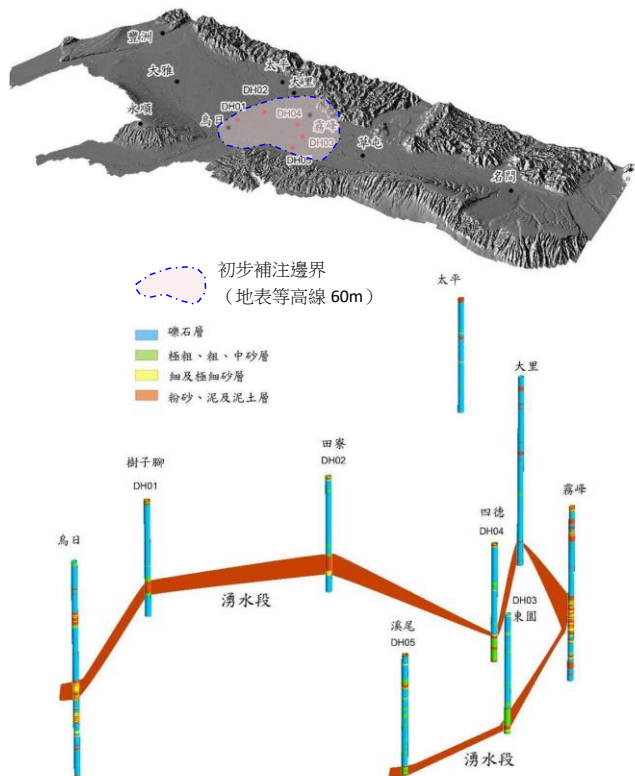 豐洲
大雅
太平
大里
DH02
DH01
永順
烏日
DH04
霧峰
DH03
草屯
DH05
名間
初步補注邊界
（地表等高線 60m）
太平
礫石層
極粗、粗、中砂層
細及極細砂層
粉砂、泥及泥土層
大里
樹子腳
DH01
田寮
DH02
霧峰
四德
DH04
烏日
湧水段
DH03
東園
溪尾
DH05
湧水段